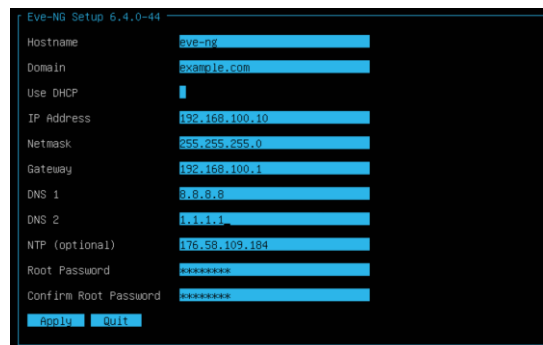 Eve-NG Setup 6.4.0-44
Hostname eve-ng
Domain example.com
Use DHCP
IP Address 192.168.100.10
Netmask 255.255.255.0
Gateway 192.168.100.1
DNS 1 8.8.8.8
DNS 2 1.1.1.1_
NTP (optional) 176.58.109.184
Root Password ********
Confirm Root Password ********
Apply Quit